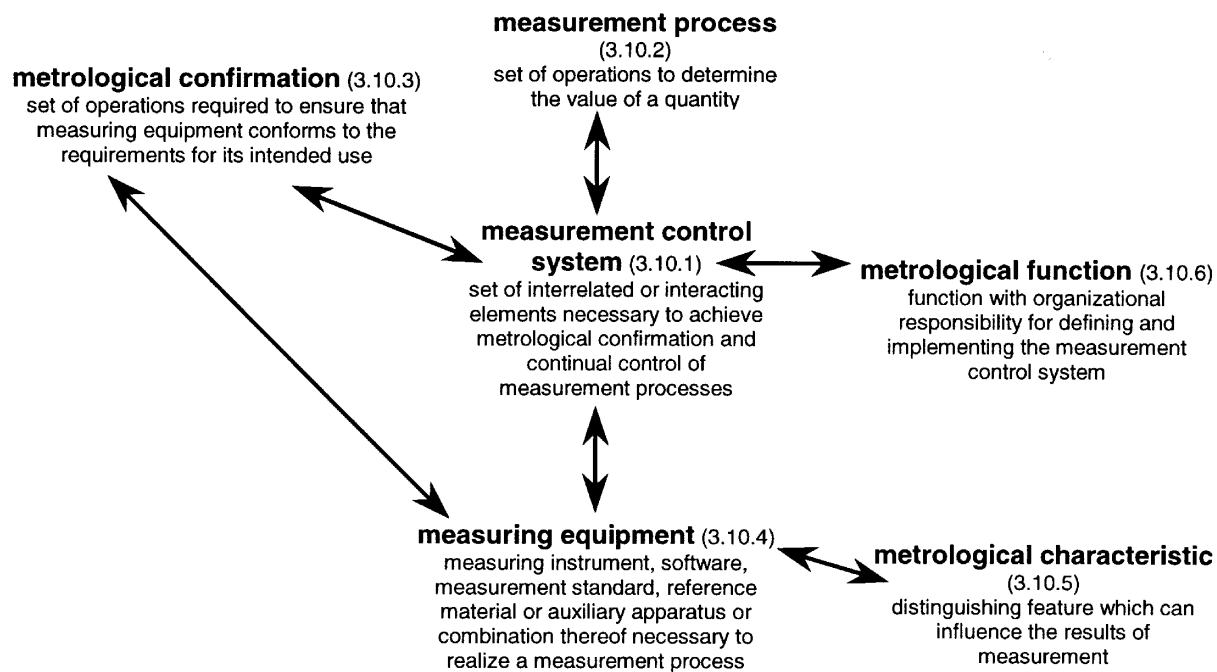 measurement process
(3.10.2)
set of operations to determine
the value of a quantity
metrological confirmation (3.10.3)
set of operations required to ensure that
measuring equipment conforms to the
requirements for its intended use
measurement control
system (3.10.1)
set of interrelated or interacting
elements necessary to achieve
metrological confirmation and
continual control of
measurement processes
metrological function (3.10.6)
function with organizational
responsibility for defining and
implementing the measurement
control system
measuring equipment (3.10.4)
measuring instrument, software,
measurement standard, reference
material or auxiliary apparatus or
combination thereof necessary to
realize a measurement process
metrological characteristic
(3.10.5)
distinguishing feature which can
influence the results of
measurement